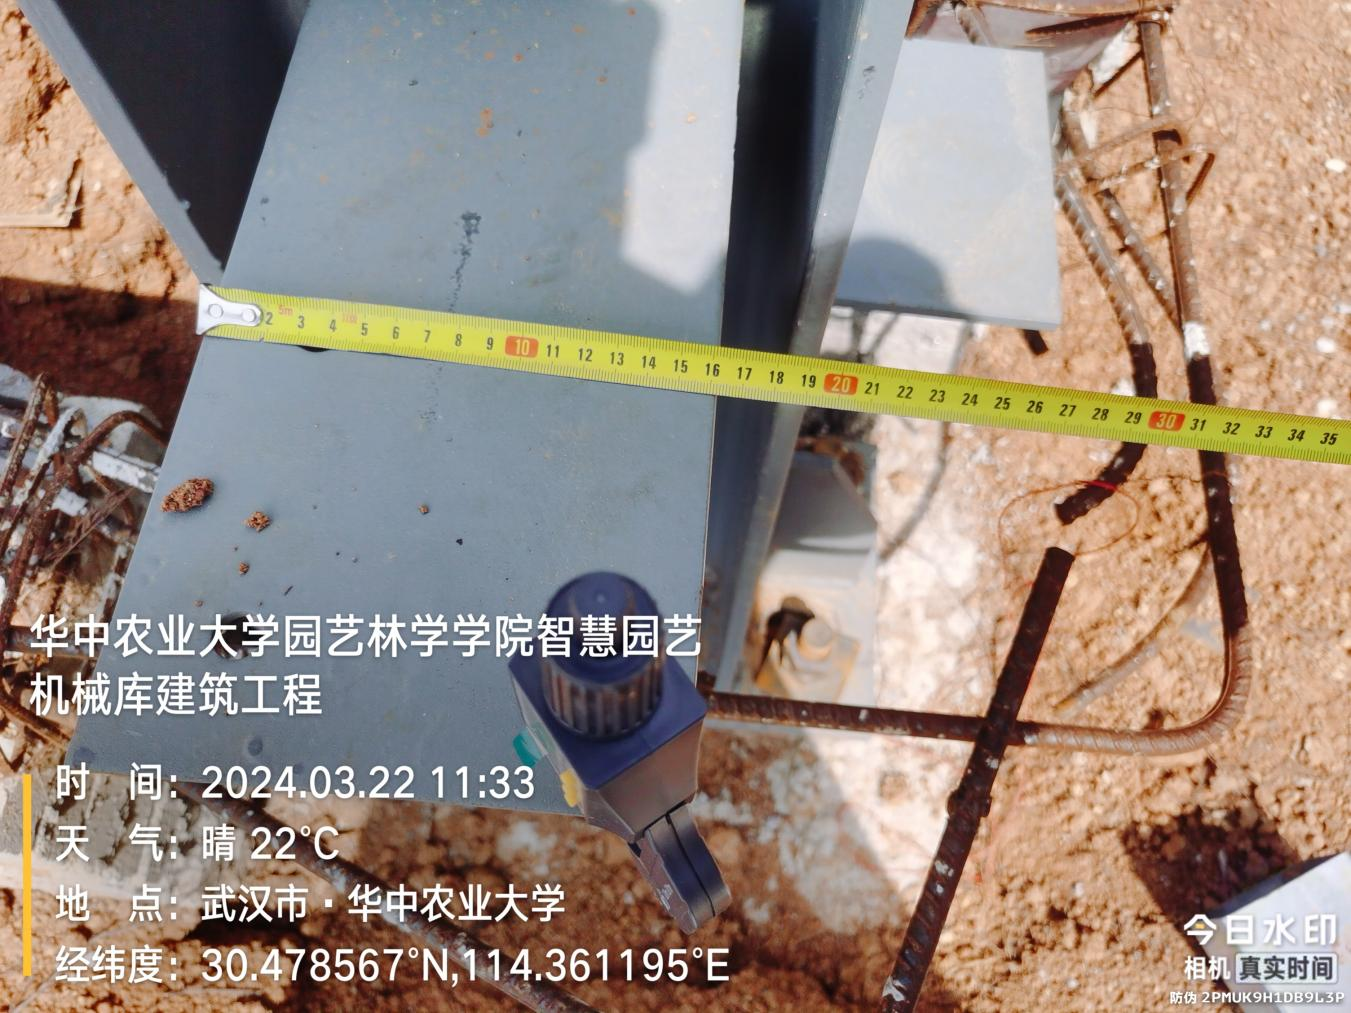 5m
2 3 4 5 6 7 8 9 10 11 12 13 14 15 16 17 18 19 20 21 22 23 24 25 26 27 28 29 30 31 32 33 34 35
华中农业大学园艺林学学院智慧园艺
机械库建筑工程
时 间：2024.03.22 11:33
天 气：晴 22°C
地 点：武汉市·华中农业大学
经纬度：30.478567°N,114.361195°E
今日水印
相机 真实时间
防伪 2PMUK9H1DB9L3P